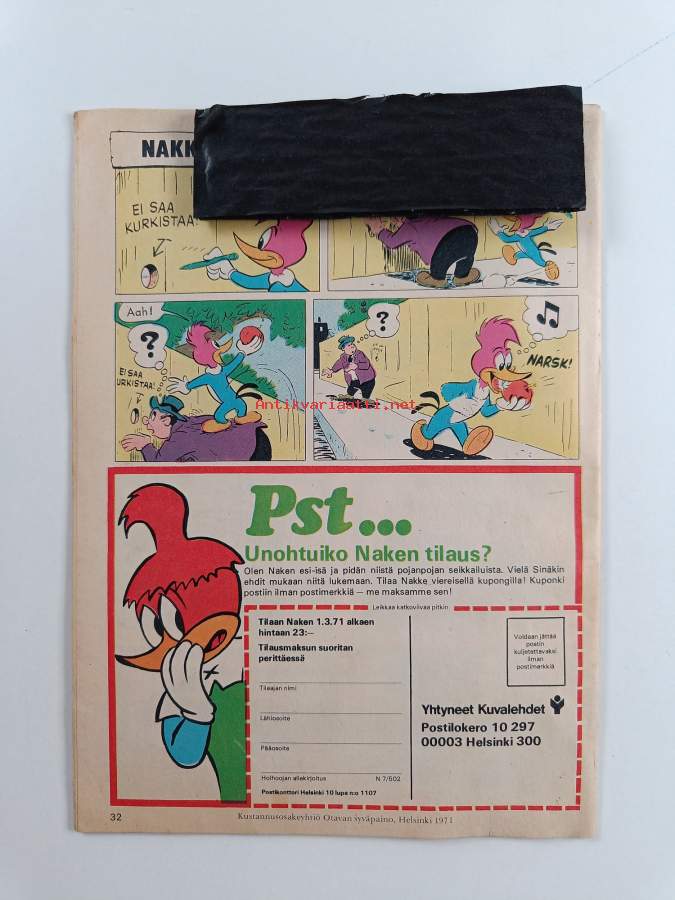 NAKK
EI SAA
KURKISTAA!
Aah!
?
EI SAA
URKISTAA!
?
NARSK!
Antikvariaatti.net
Pst...
Unohtuiko Naken tilaus?
Olen Naken esi-isä ja pidän niistä pojanpojan seikkailuista. Vielä Sinäkin
ehdit mukaan niitä lukemaan. Tilaa Nakke viereisellä kupongilla! Kuponki
postiin ilman postimerkkiä — me maksamme sen!
Leikkaa katkoviivaa pitkin
Tilaan Naken 1.3.71 alkaen
hintaan 23:—
Tilausmaksun suoritan
perittäessä
Tilaajan nimi
Lähiosoite
Pääosoite
Holhoojan allekirjoitus N 7/502
Postikonttori Helsinki 10 lupa n:o 1107
Voidaan jättää
postin
kuljetettavaksi
ilman
postimerkkiä
Yhtyneet Kuvalehdet
Postilokero 10 297
00003 Helsinki 300
32
Kustannusosakeyhtiö Otavan syväpaino, Helsinki 1971